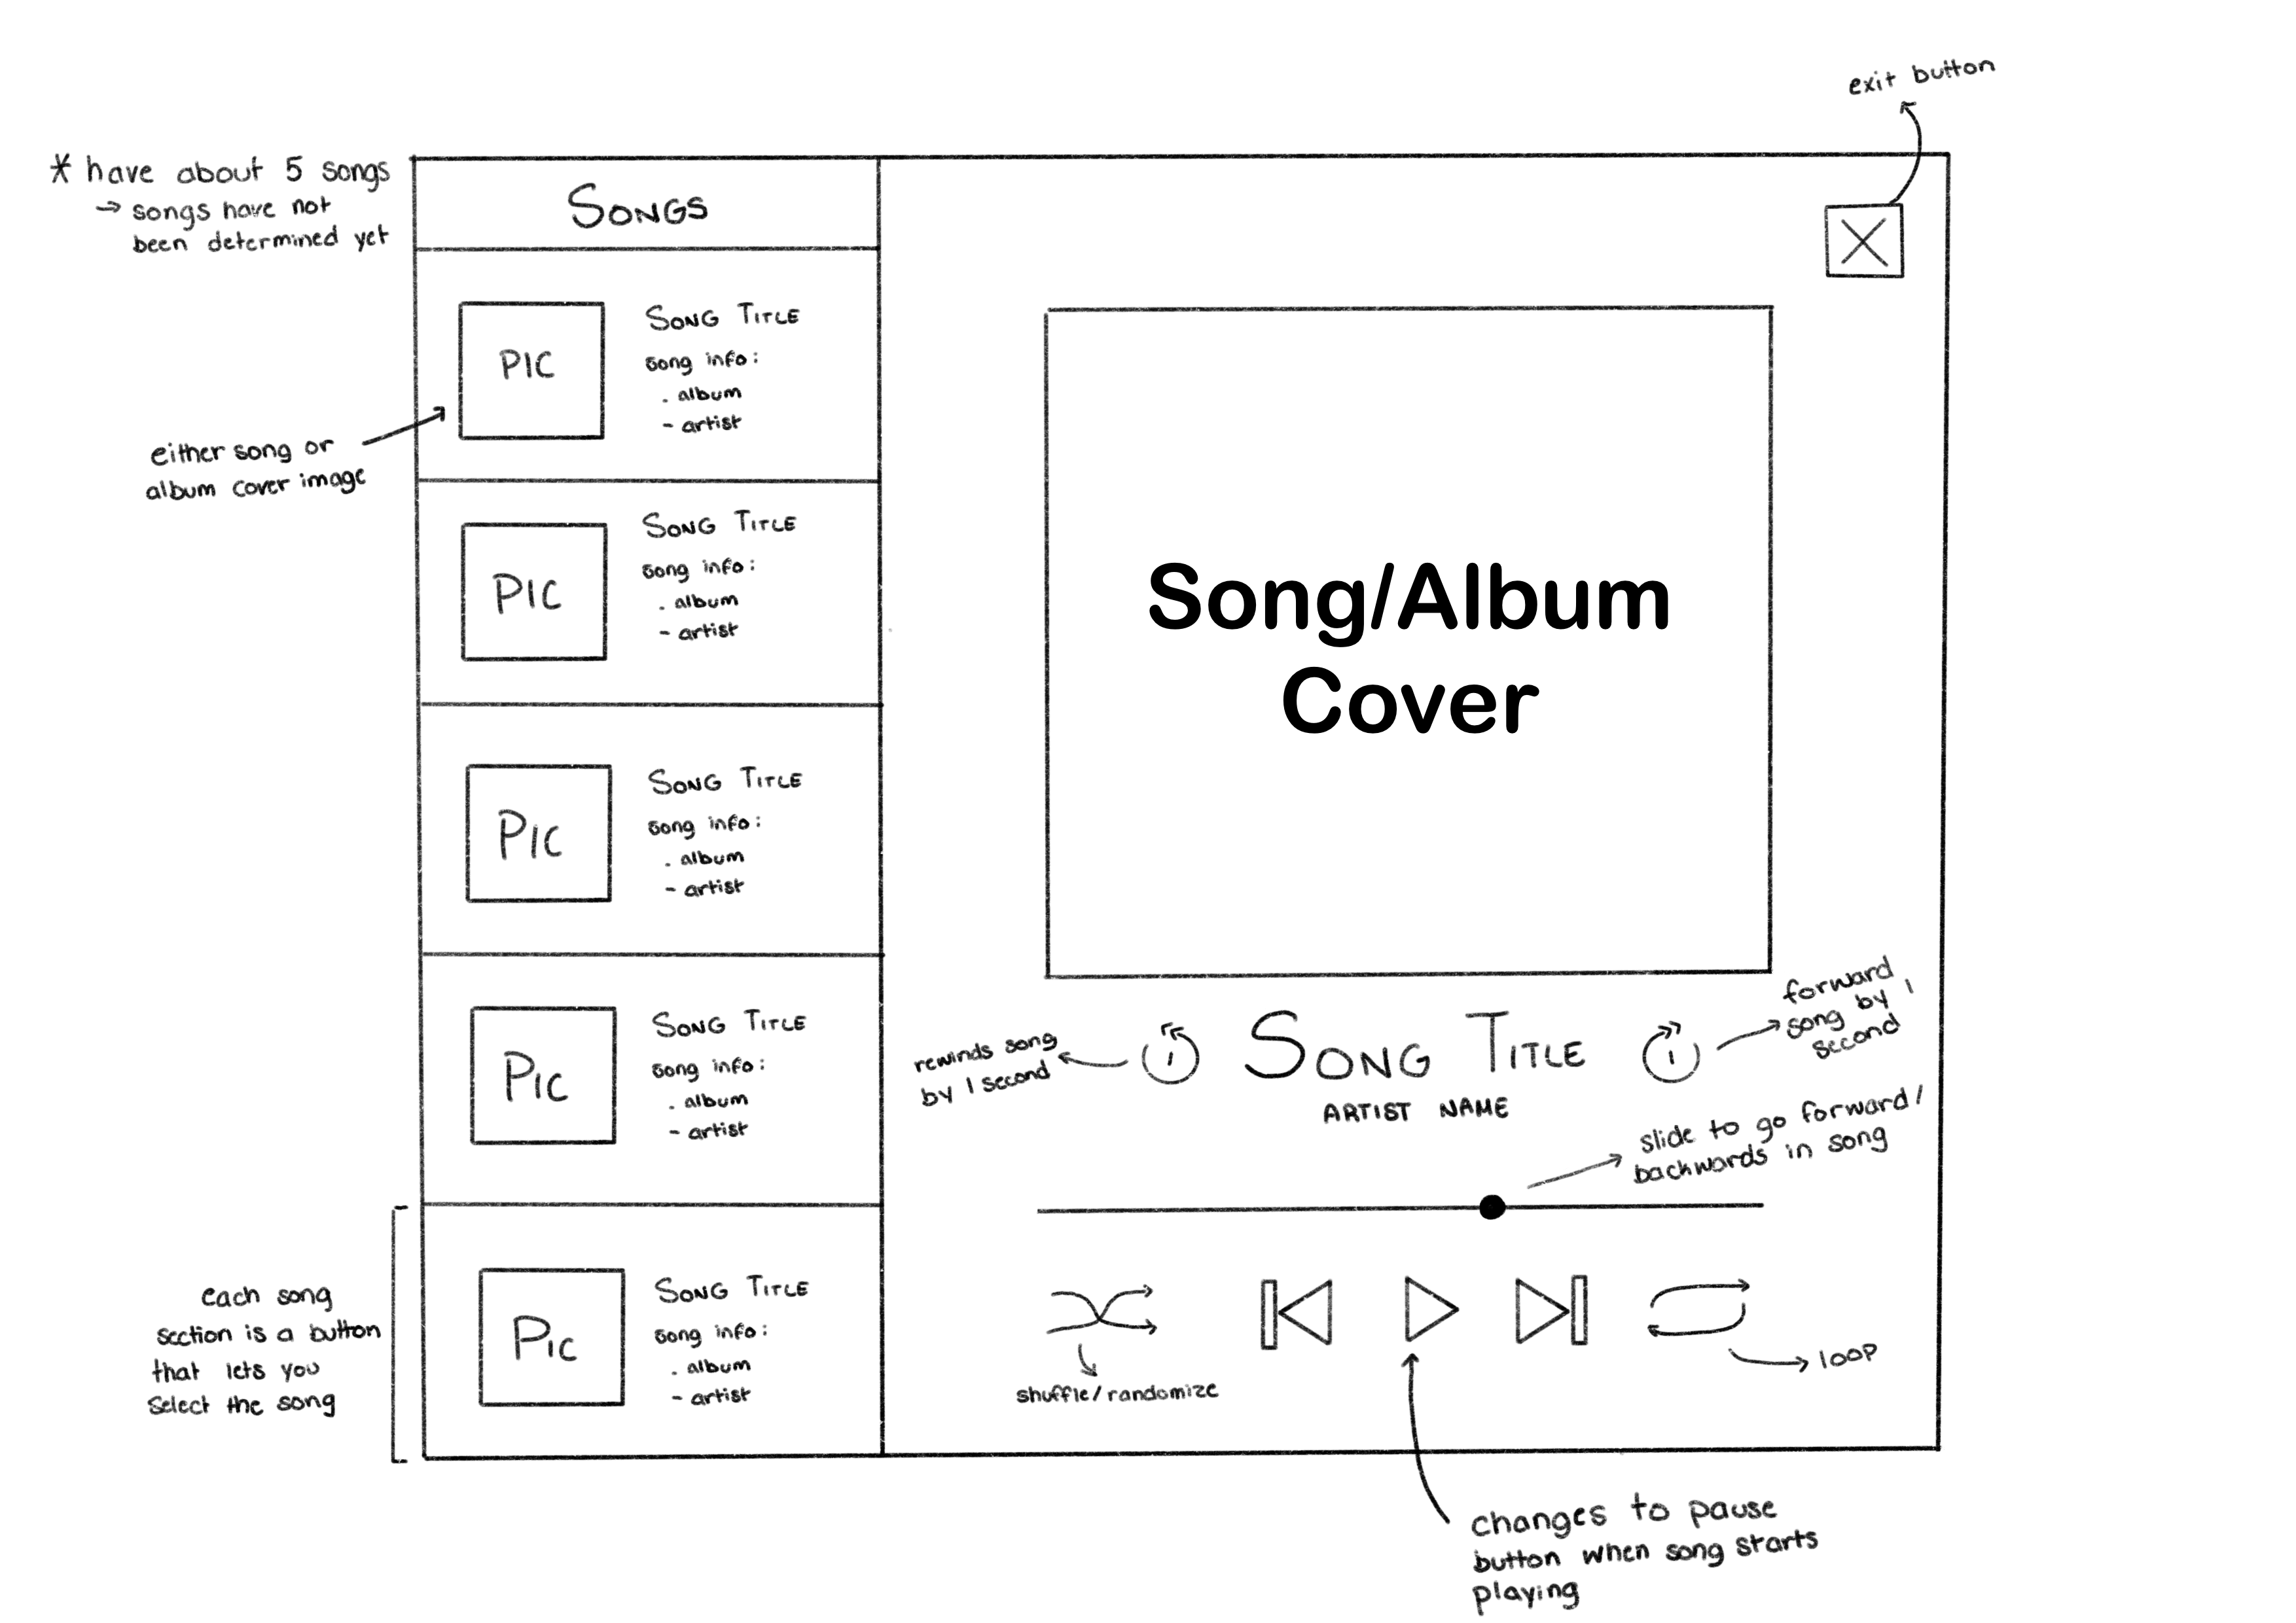 exit button
* have about 5 songs
→ songs have not
been determined yet
SONGS
PIC
SONG TITLE
song info:
. album
- artist
either song or
album cover image
PIC
SONG TITLE
song info:
. album
- artist
PIC
SONG TITLE
song info:
. album
- artist
PIC
SONG TITLE
song info:
. album
- artist
each song
section is a button
that lets you
select the song
PIC
SONG TITLE
song info:
. album
- artist
X
Song/Album
Cover
rewinds song
by 1 second
1
SONG TITLE
1
forward
song by 1
second
ARTIST NAME
slide to go forward/
backwards in song
shuffle/randomize
loop
changes to pause
button when song starts
playing